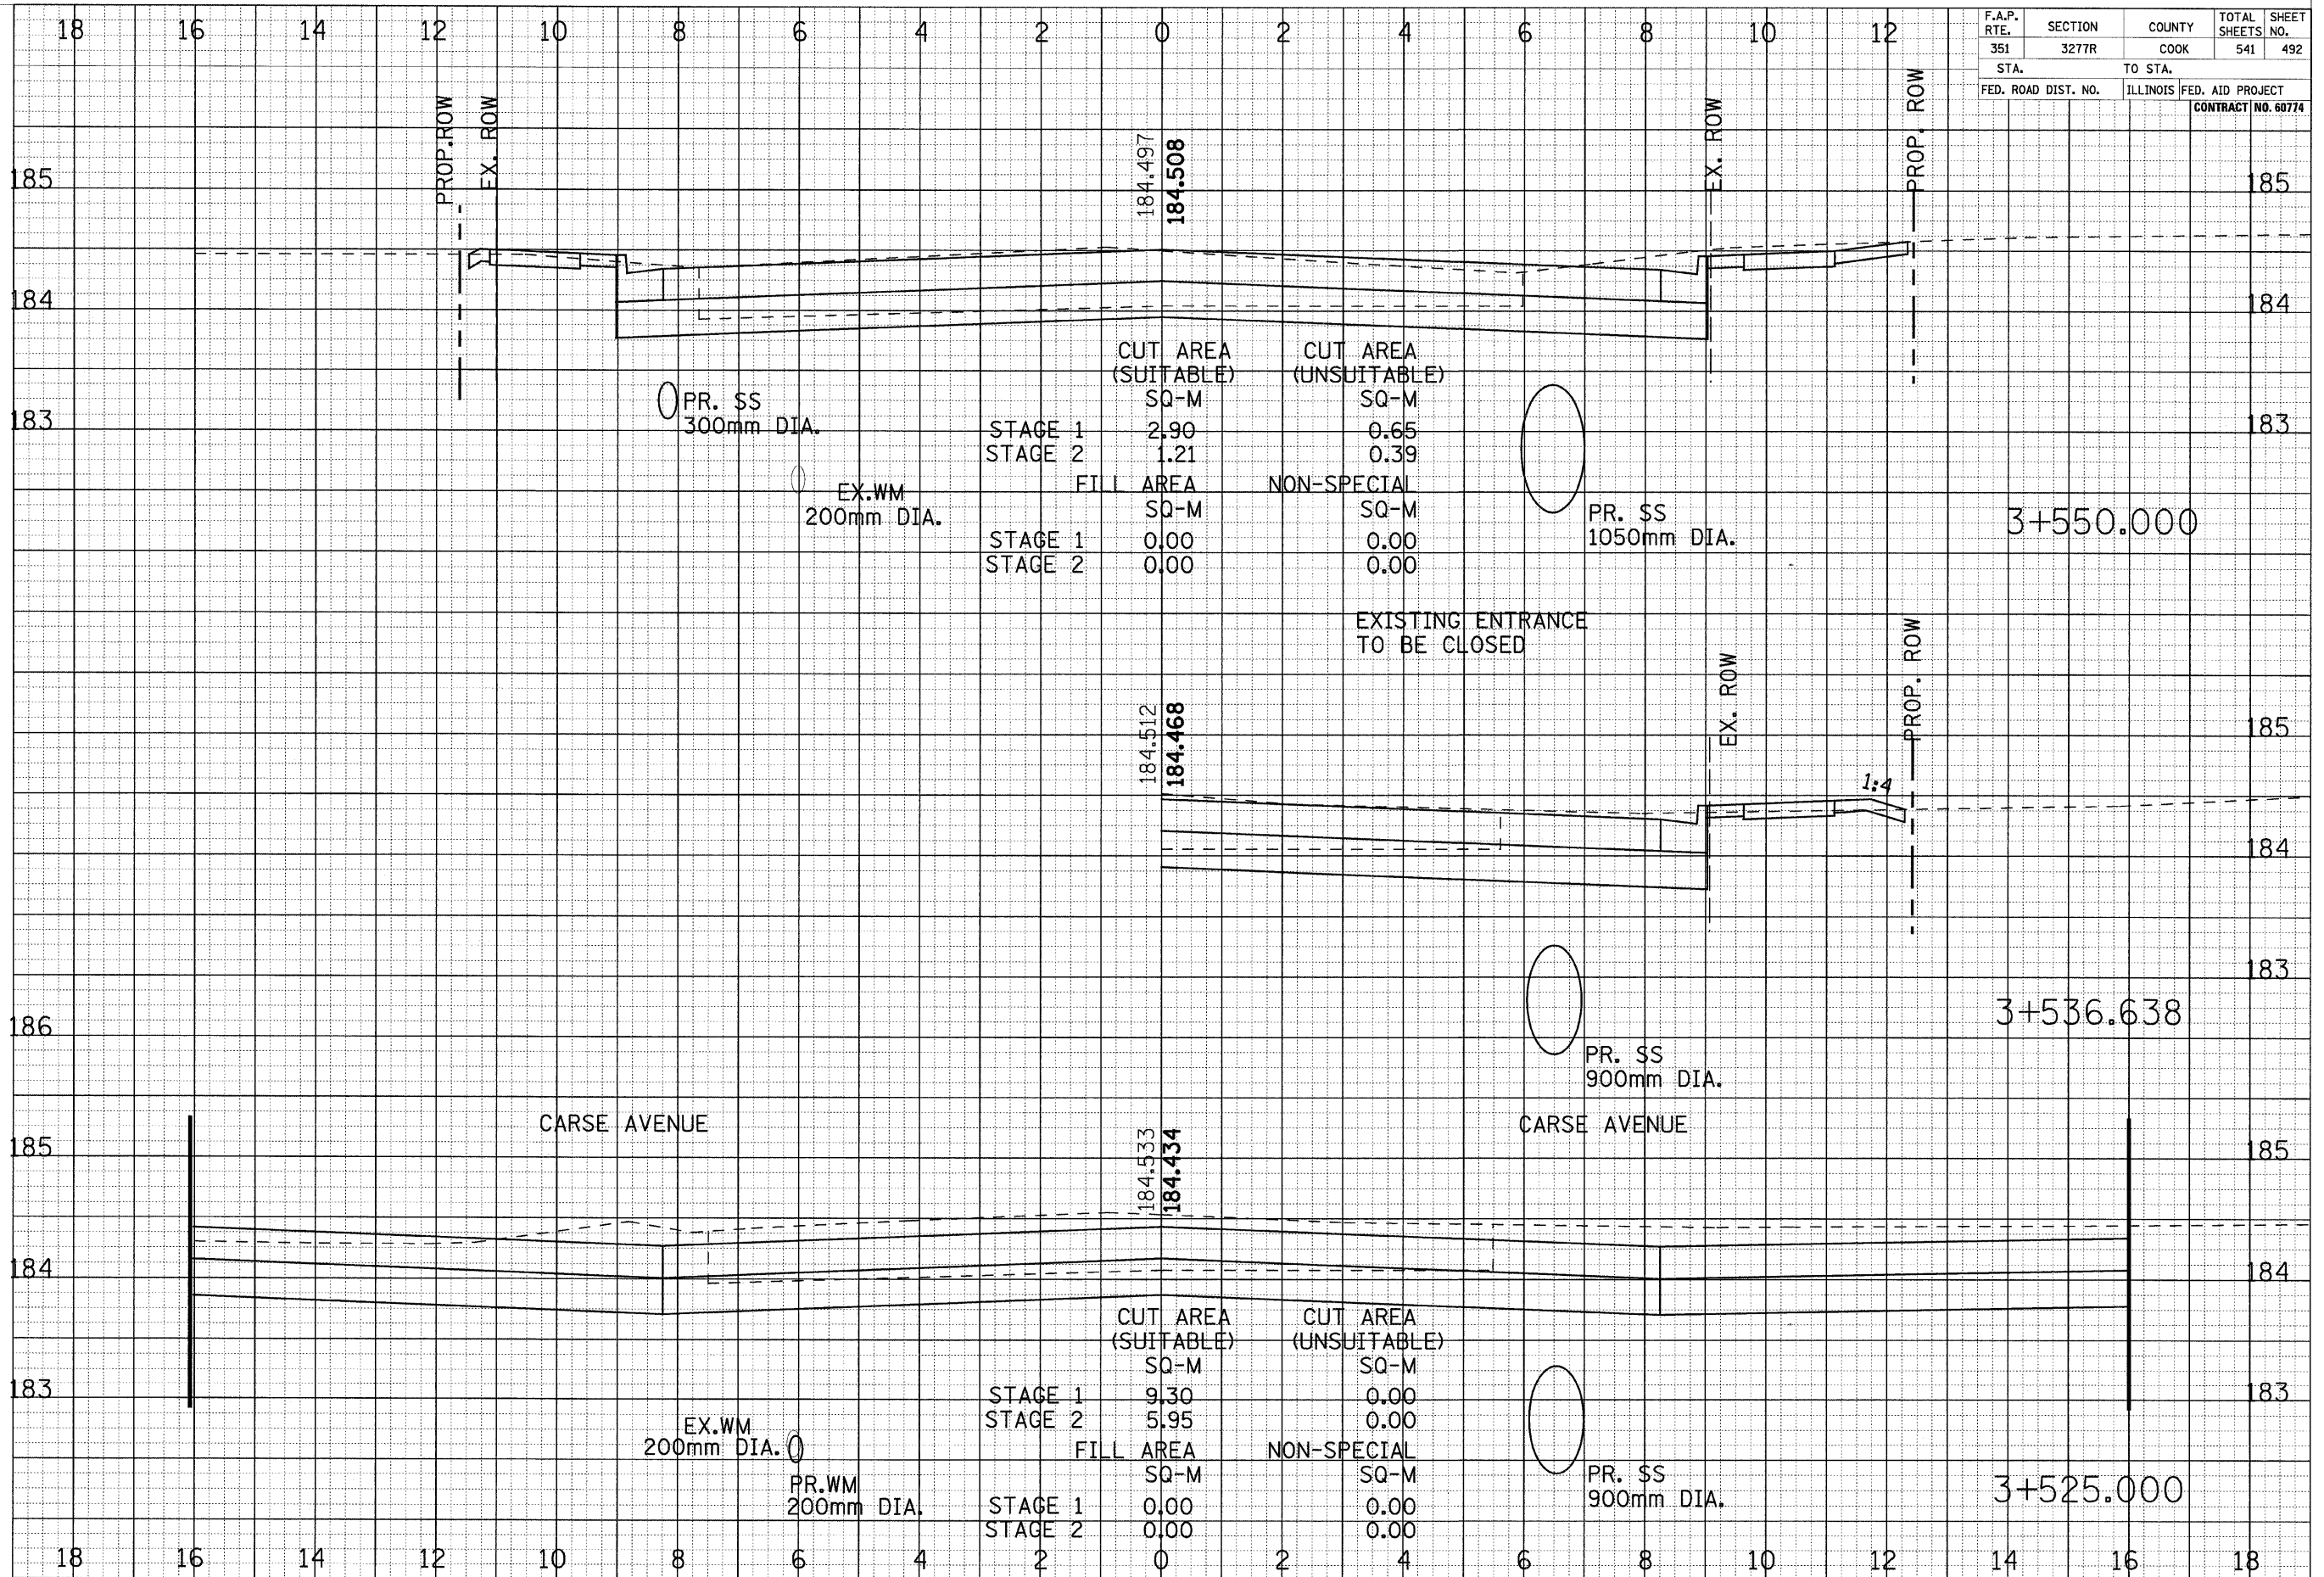 18 16 14 12 10 8 6 4 2 0 2 4 6 8 10 12
F.A.P. RTE. SECTION COUNTY TOTAL SHEETS SHEET NO.
351 3277R COOK 541 492
STA. TO STA.
FED. ROAD DIST. NO. ILLINOIS FED. AID PROJECT
CONTRACT NO. 60774
PROP.ROW
EX. ROW
184.497
184.508
EX. ROW
PROP. ROW
185 185
184 184
CUT AREA (SUITABLE) SQ-M
CUT AREA (UNSUITABLE) SQ-M
PR. SS
300mm DIA.
183 183
STAGE 1 2.90 0.65
STAGE 2 1.21 0.39
EX.WM
200mm DIA.
FILL AREA NON-SPECIAL
SQ-M SQ-M
STAGE 1 0.00 0.00
STAGE 2 0.00 0.00
PR. SS
1050mm DIA.
3+550.000
EXISTING ENTRANCE
TO BE CLOSED
184.512
184.468
EX. ROW
PROP. ROW
185
1:4
184
183
186
3+536.638
PR. SS
900mm DIA.
CARSE AVENUE
184.533
184.434
CARSE AVENUE
185 185
184 184
CUT AREA (SUITABLE) SQ-M
CUT AREA (UNSUITABLE) SQ-M
183 183
STAGE 1 9.30 0.00
STAGE 2 5.95 0.00
EX.WM
200mm DIA.
FILL AREA NON-SPECIAL
SQ-M SQ-M
PR.WM
200mm DIA.
STAGE 1 0.00 0.00
STAGE 2 0.00 0.00
PR. SS
900mm DIA.
3+525.000
18 16 14 12 10 8 6 4 2 0 2 4 6 8 10 12 14 16 18